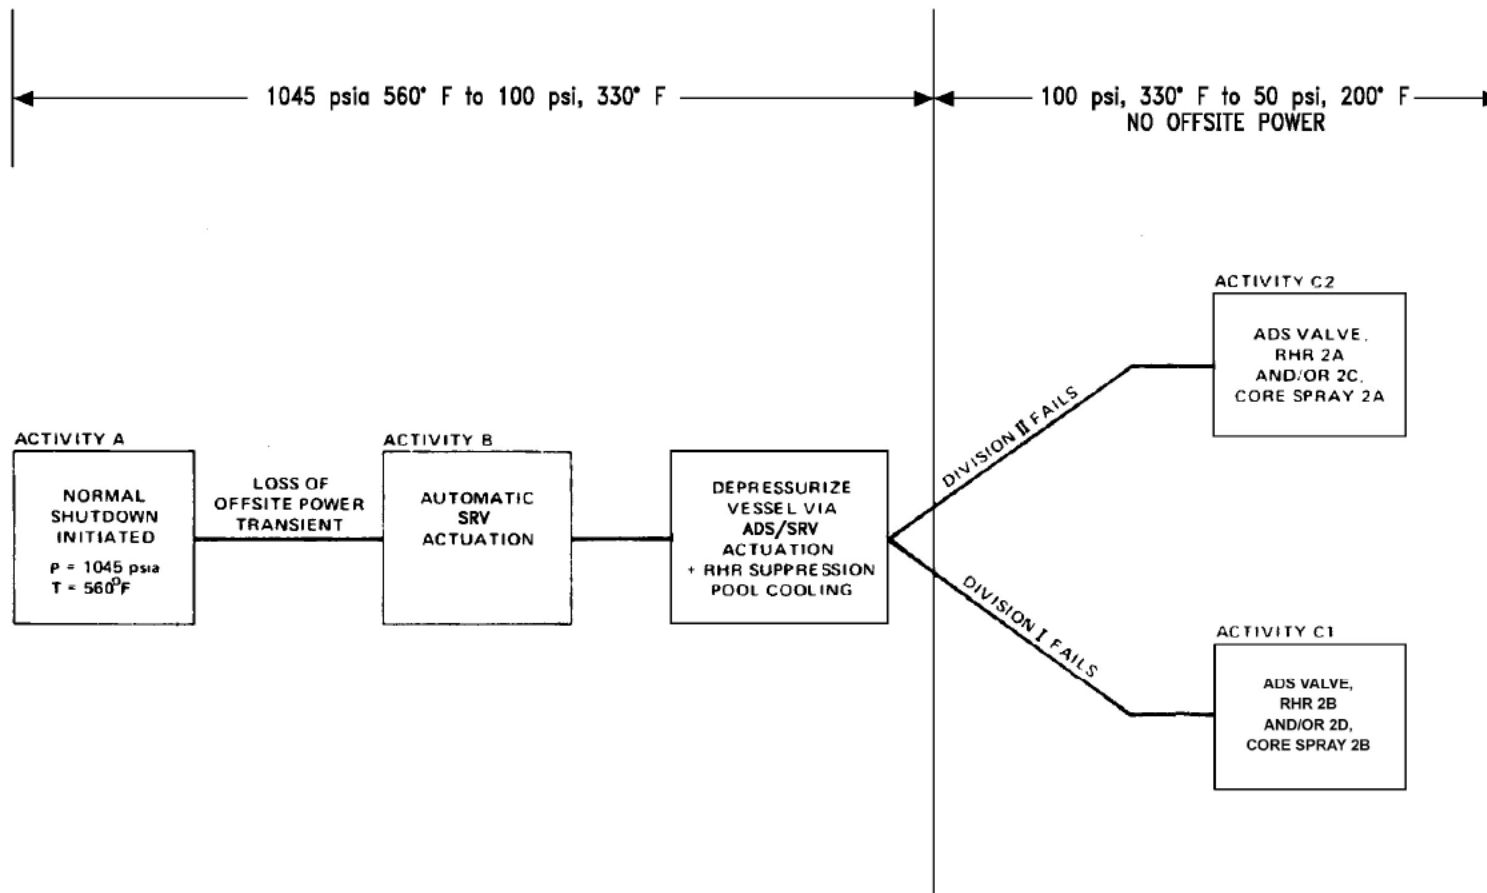 1045 psia 560° F to 100 psi, 330° F
100 psi, 330° F to 50 psi, 200° F
NO OFFSITE POWER
ACTIVITY A
NORMAL
SHUTDOWN
INITIATED
P = 1045 psia
T = 560°F
LOSS OF
OFFSITE POWER
TRANSIENT
ACTIVITY B
AUTOMATIC
SRV
ACTUATION
DEPRESSURIZE
VESSEL VIA
ADS/SRV
ACTUATION
+ RHR SUPPRESSION
POOL COOLING
DIVISION II FAILS
ACTIVITY C2
ADS VALVE,
RHR 2A
AND/OR 2C,
CORE SPRAY 2A
DIVISION I FAILS
ACTIVITY C1
ADS VALVE,
RHR 2B
AND/OR 2D,
CORE SPRAY 2B